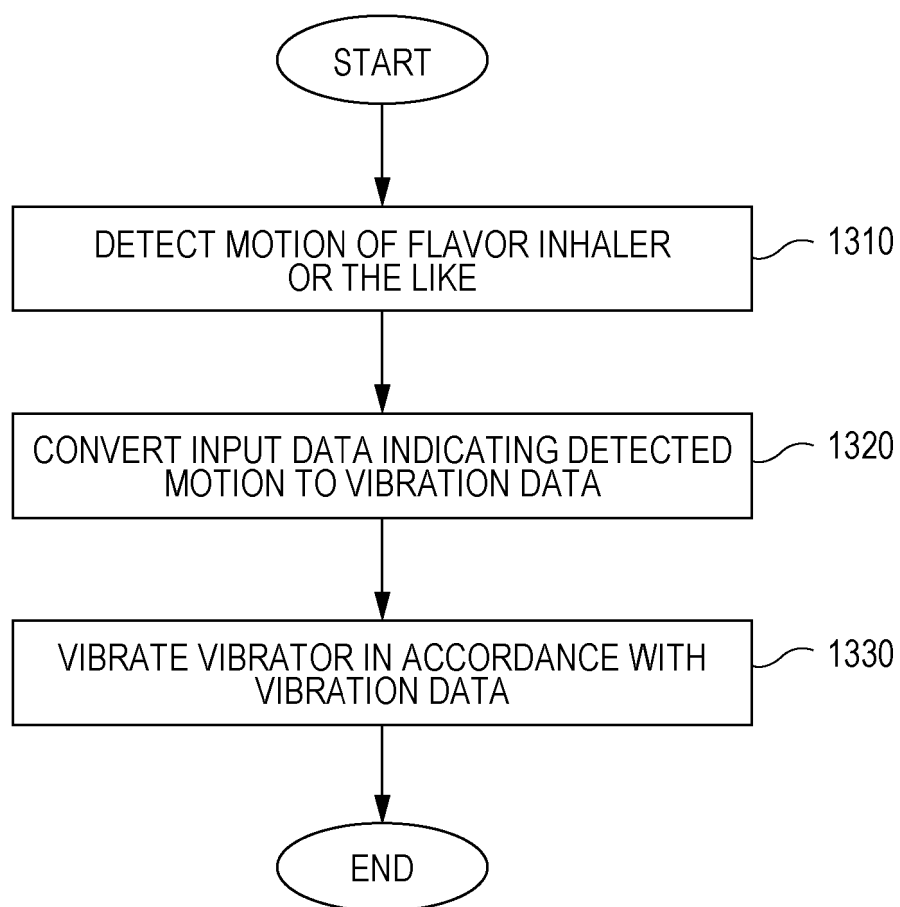 START
DETECT MOTION OF FLAVOR INHALER
OR THE LIKE
1310
CONVERT INPUT DATA INDICATING DETECTED
MOTION TO VIBRATION DATA
1320
VIBRATE VIBRATOR IN ACCORDANCE WITH
VIBRATION DATA
1330
END